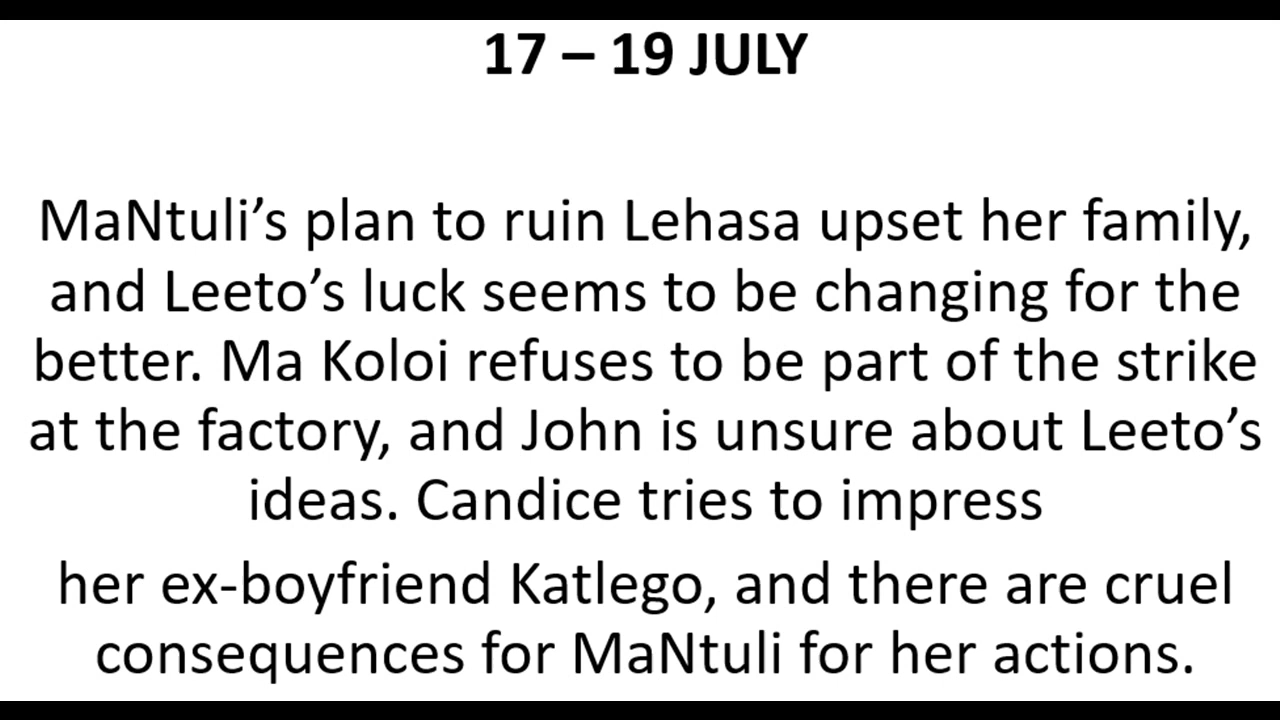 17 – 19 JULY
MaNtuli’s plan to ruin Lehasa upset her family,
and Leeto’s luck seems to be changing for the
better. Ma Koloi refuses to be part of the strike
at the factory, and John is unsure about Leeto’s
ideas. Candice tries to impress
her ex-boyfriend Katlego, and there are cruel
consequences for MaNtuli for her actions.